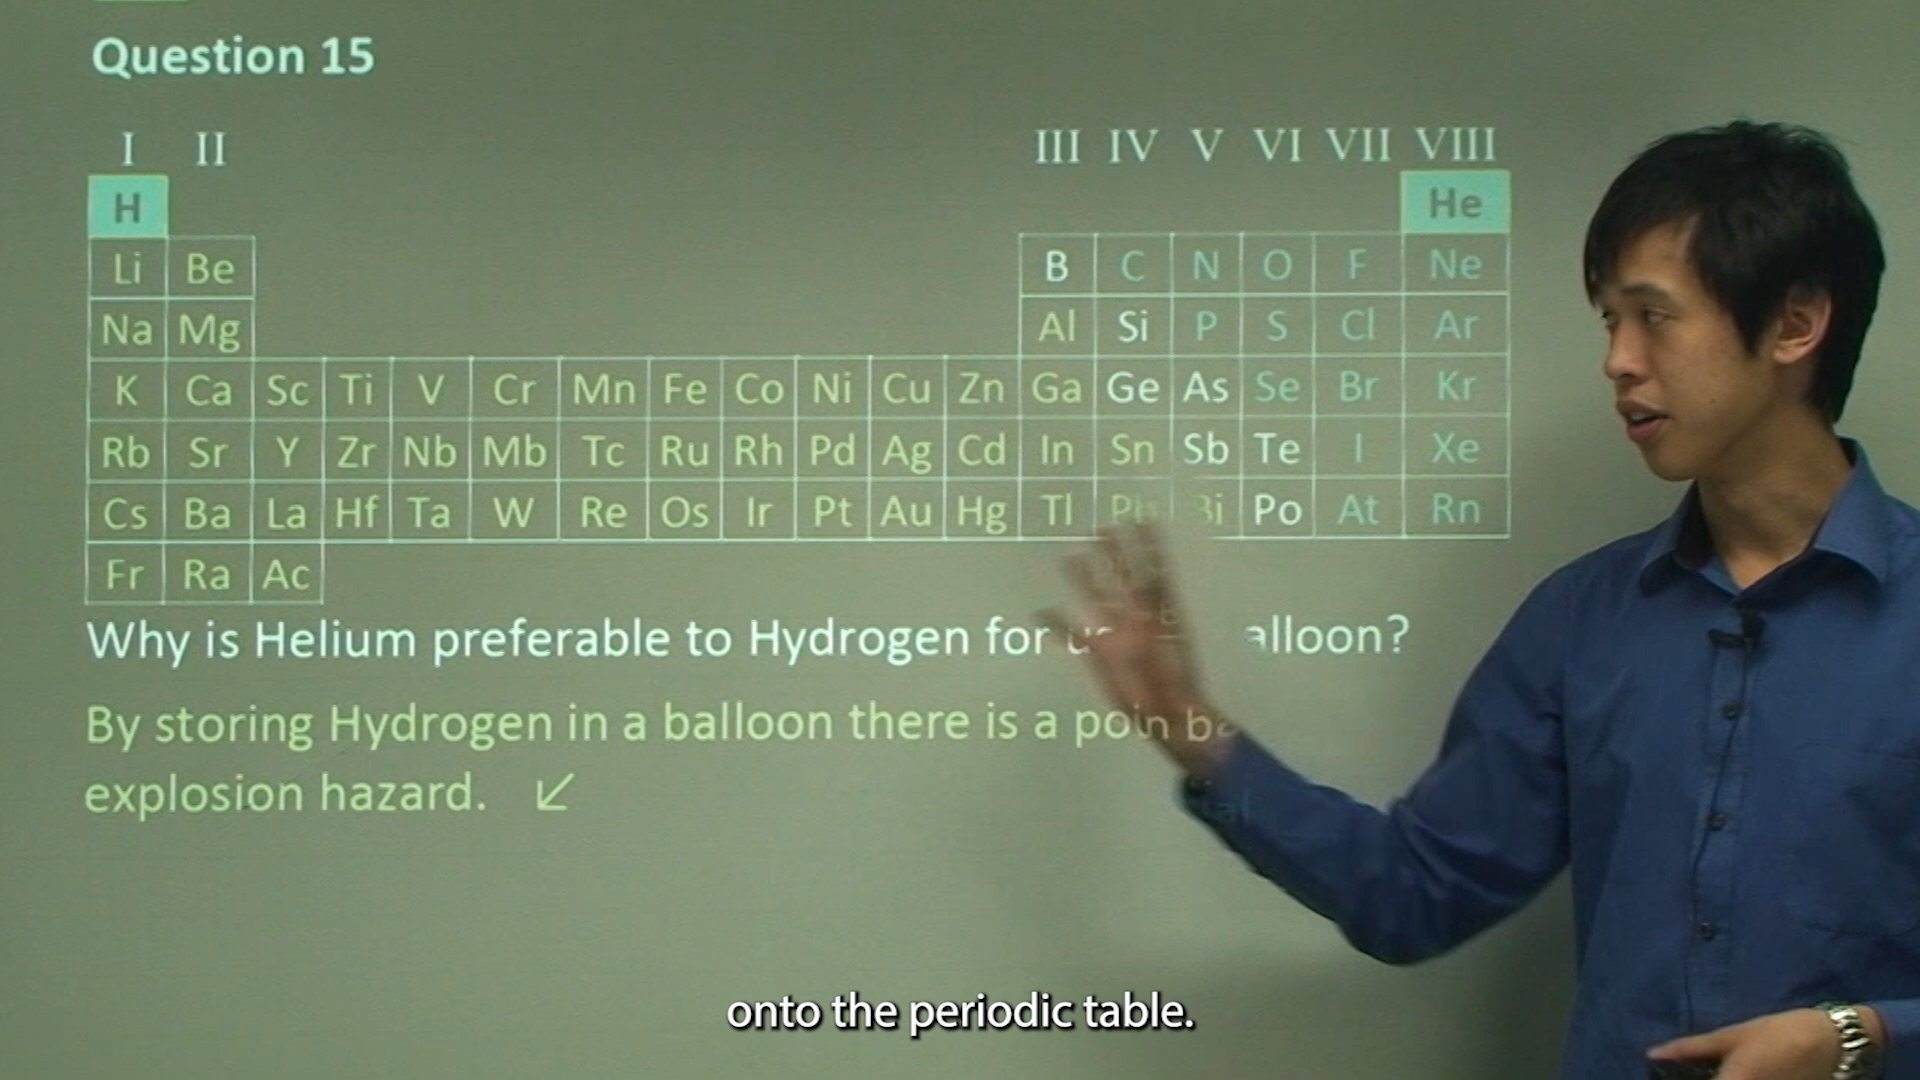 Question 15
I II III IV V VI VII VIII
H He
Li Be B C N O F Ne
Na Mg Al Si P S Cl Ar
K Ca Sc Ti V Cr Mn Fe Co Ni Cu Zn Ga Ge As Se Br Kr
Rb Sr Y Zr Nb Mb Tc Ru Rh Pd Ag Cd In Sn Sb Te I Xe
Cs Ba La Hf Ta W Re Os Ir Pt Au Hg Tl Po At Rn
Fr Ra Ac
Why is Helium preferable to Hydrogen for
By storing Hydrogen in a balloon there is a
explosion hazard. ↙
onto the periodic table.